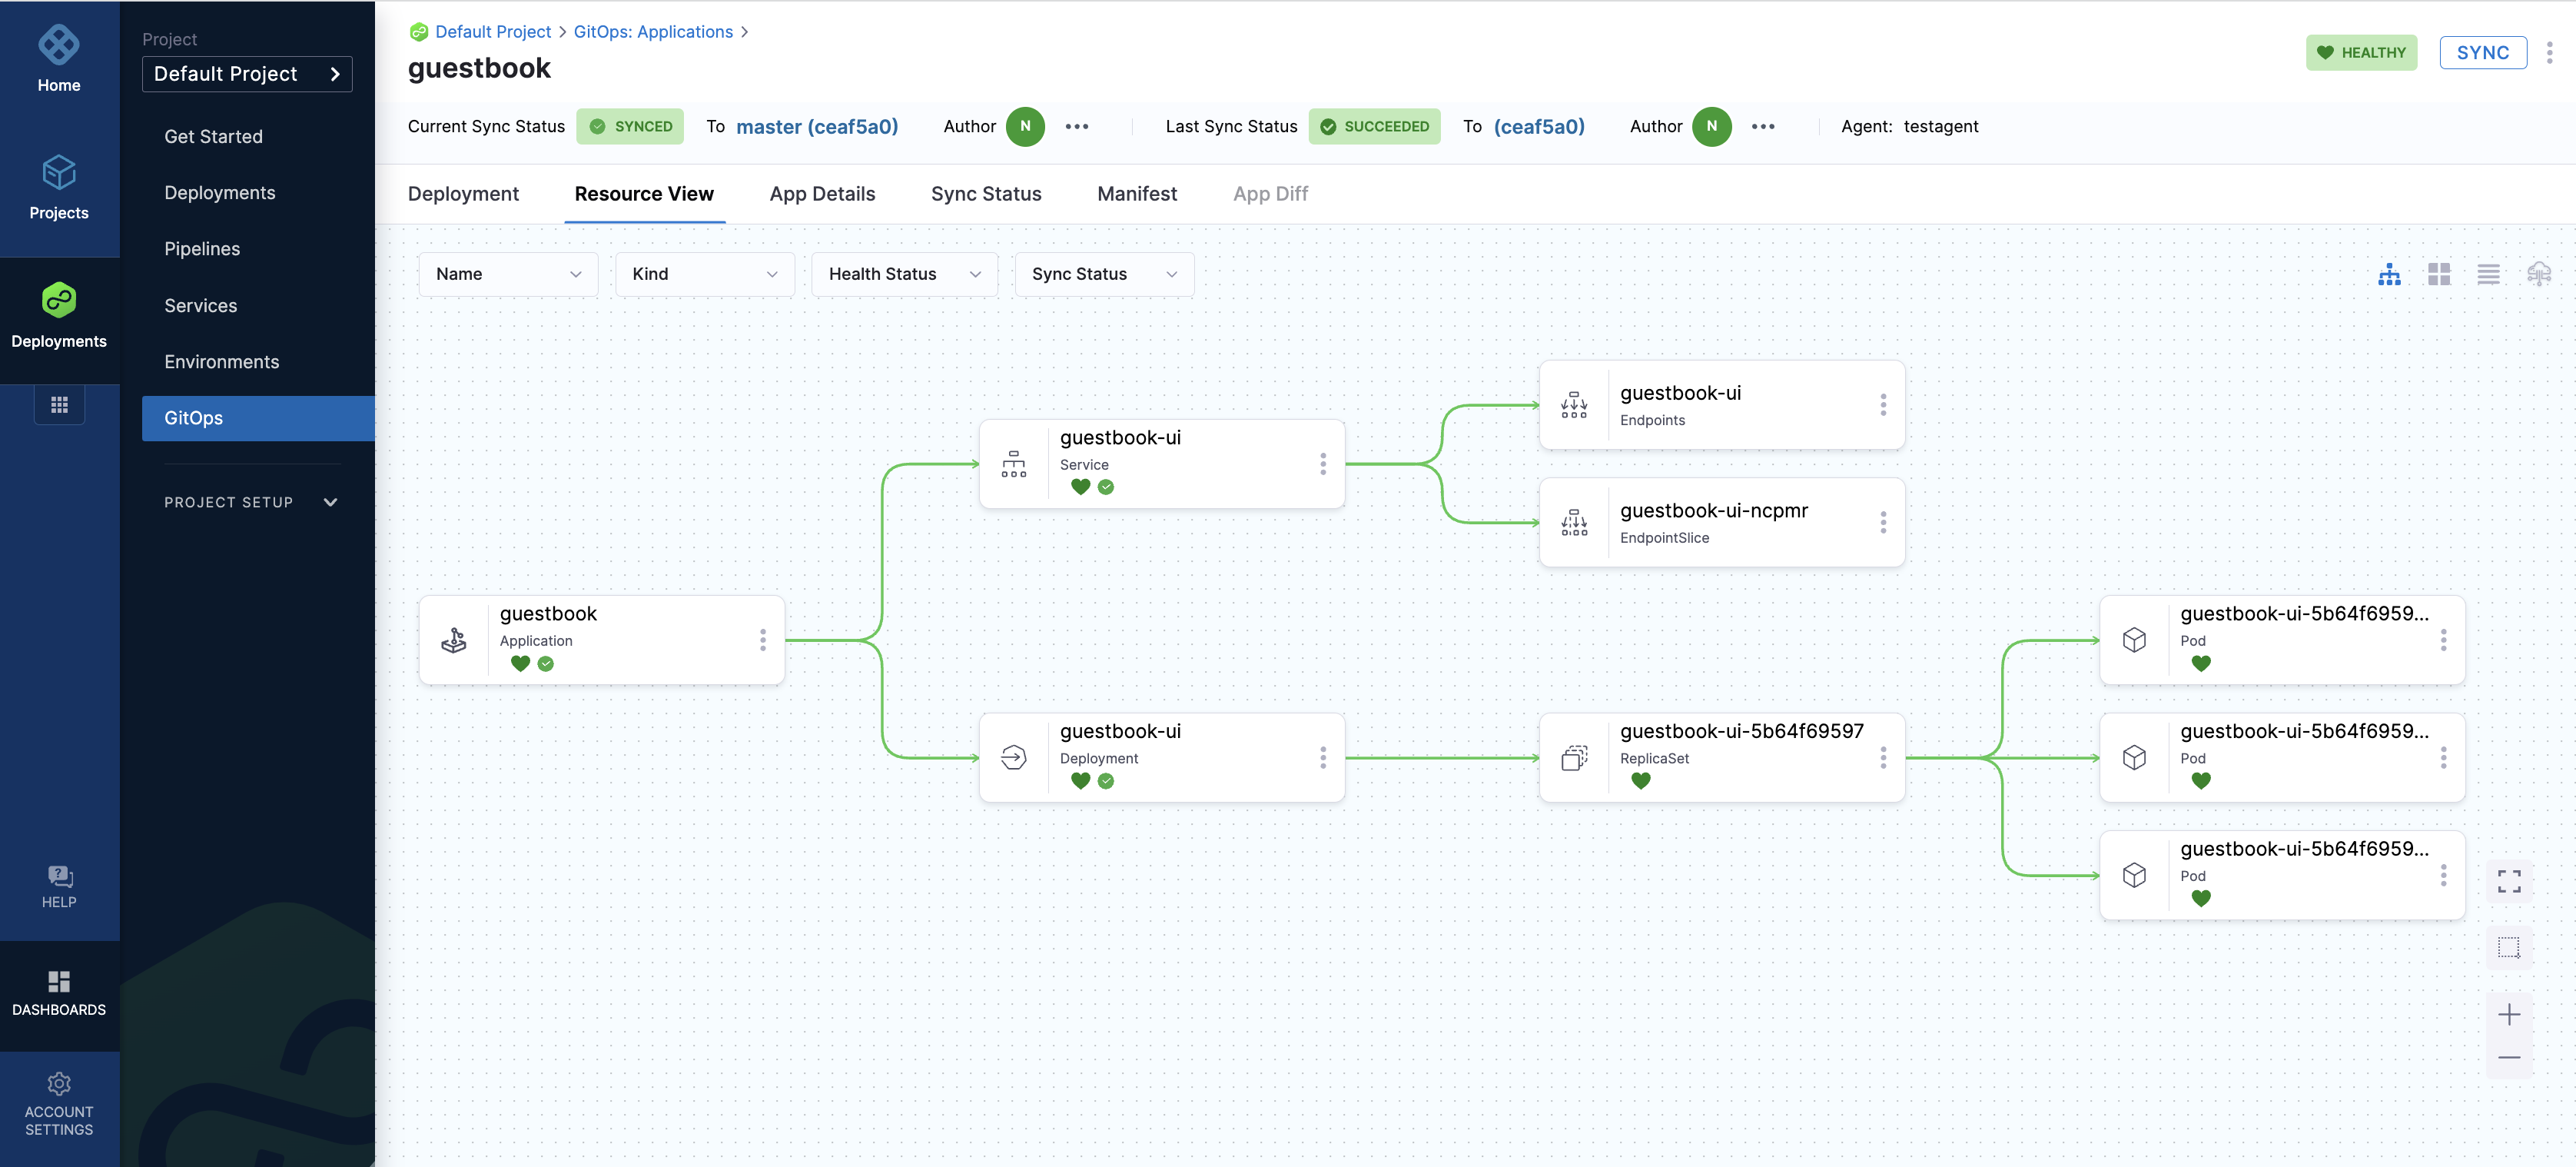 Home
Projects
Deployments
HELP
DASHBOARDS
ACCOUNT
SETTINGS
Project
Default Project
Get Started
Deployments
Pipelines
Services
Environments
GitOps
PROJECT SETUP
Default Project > GitOps: Applications >
guestbook
HEALTHY
SYNC
Current Sync Status SYNCED To master (ceaf5a0) Author N ••• Last Sync Status SUCCEEDED To (ceaf5a0) Author N ••• Agent: testagent
Deployment Resource View App Details Sync Status Manifest App Diff
Name Kind Health Status Sync Status
guestbook
Application
guestbook-ui
Service
guestbook-ui
Deployment
guestbook-ui
Endpoints
guestbook-ui-ncpmr
EndpointSlice
guestbook-ui-5b64f69597
ReplicaSet
guestbook-ui-5b64f6959...
Pod
guestbook-ui-5b64f6959...
Pod
guestbook-ui-5b64f6959...
Pod